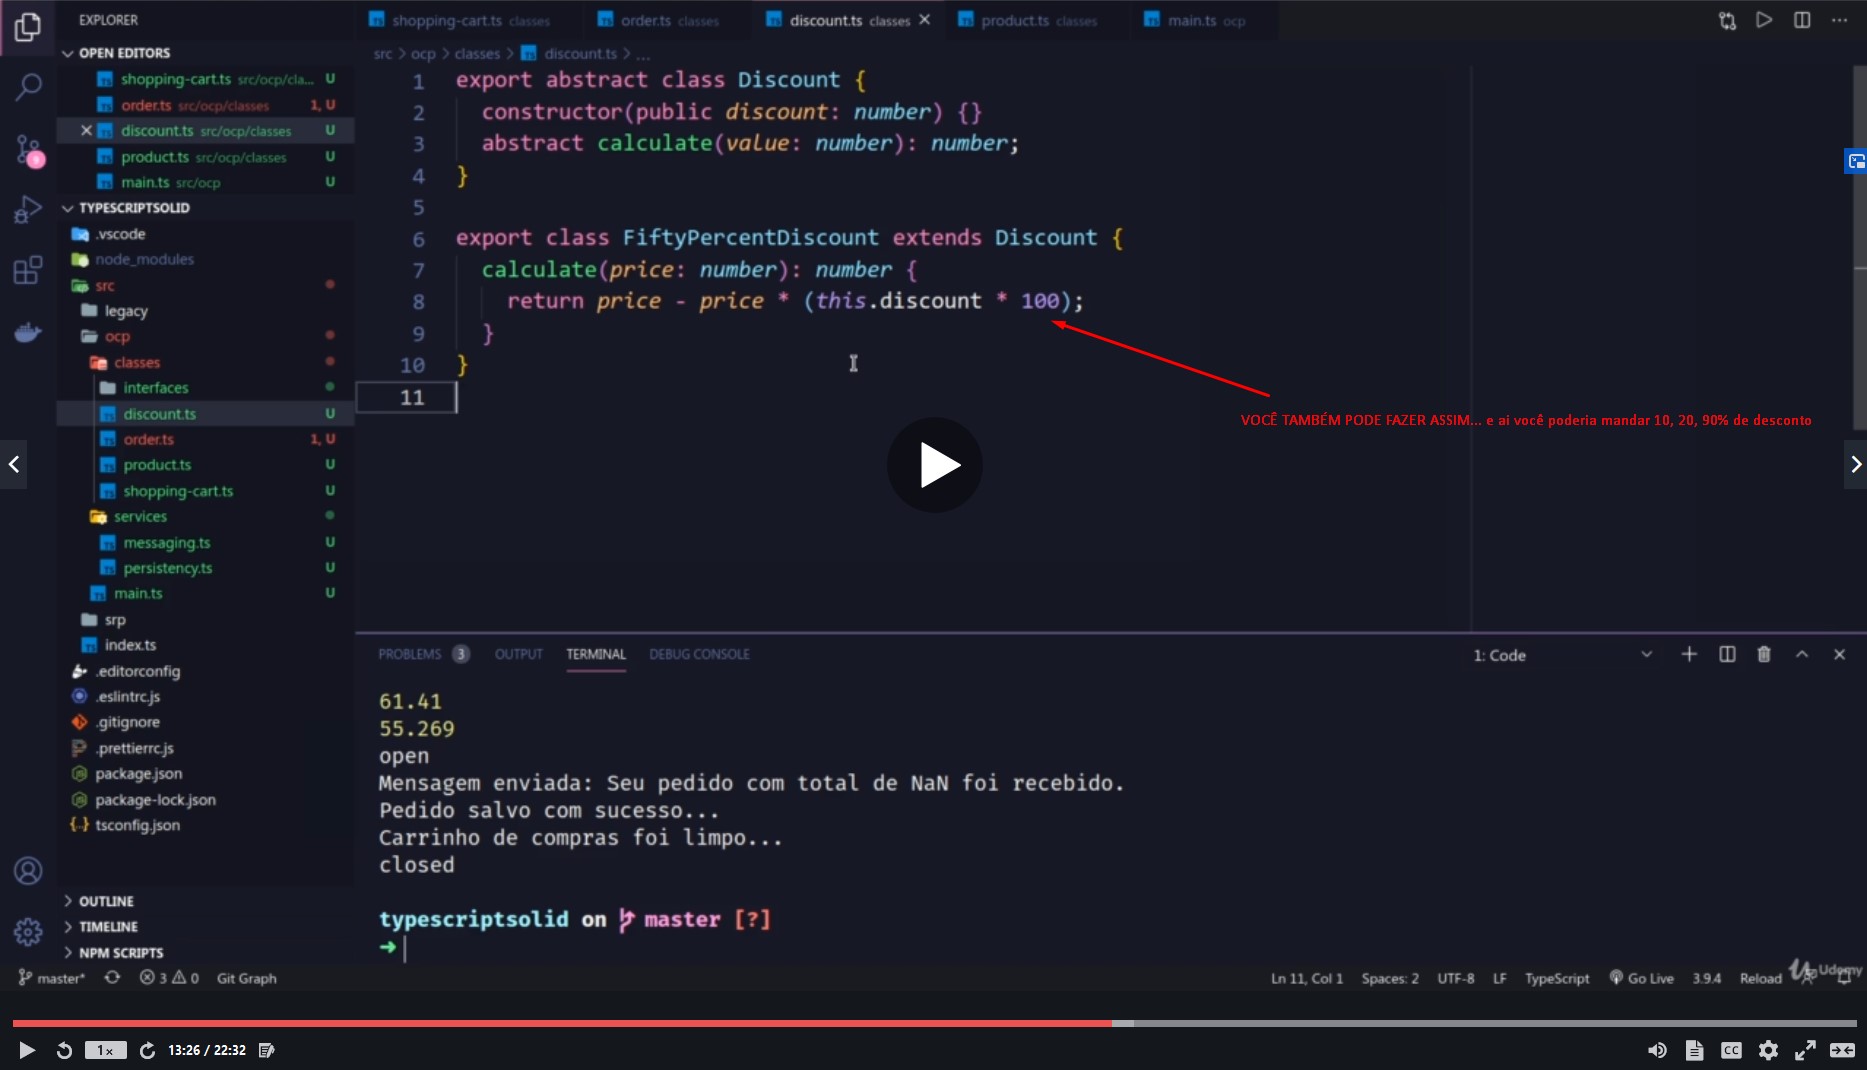 EXPLORER
shopping-cart.ts classes
order.ts classes
discount.ts classes
product.ts classes
main.ts ocp
OPEN EDITORS
shopping-cart.ts src/ocp/cla... U
order.ts src/ocp/classes 1, U
discount.ts src/ocp/classes U
product.ts src/ocp/classes U
main.ts src/ocp U
TYPESCRIPTSOLID
.vscode
node_modules
src
legacy
ocp
classes
interfaces
discount.ts U
order.ts 1, U
product.ts U
shopping-cart.ts U
services
messaging.ts U
persistency.ts U
main.ts U
srp
index.ts
.editorconfig
.eslintrc.js
.gitignore
.prettierrc.js
package.json
package-lock.json
tsconfig.json
OUTLINE
TIMELINE
NPM SCRIPTS
9
src > ocp > classes > discount.ts > ...
1 export abstract class Discount {
2 constructor(public discount: number) {}
3 abstract calculate(value: number): number;
4 }
5
6 export class FiftyPercentDiscount extends Discount {
7 calculate(price: number): number {
8 return price - price * (this.discount * 100);
9 }
10 }
11
VOCÊ TAMBÉM PODE FAZER ASSIM... e ai você poderia mandar 10, 20, 90% de desconto
PROBLEMS 3 OUTPUT TERMINAL DEBUG CONSOLE 1: Code
61.41
55.269
open
Mensagem enviada: Seu pedido com total de NaN foi recebido.
Pedido salvo com sucesso...
Carrinho de compras foi limpo...
closed
typescriptsolid on master [?]
➜
master* 3 0 Git Graph Ln 11, Col 1 Spaces: 2 UTF-8 LF TypeScript Go Live 3.9.4 Reload
Udemy
1x 13:26 / 22:32 CC